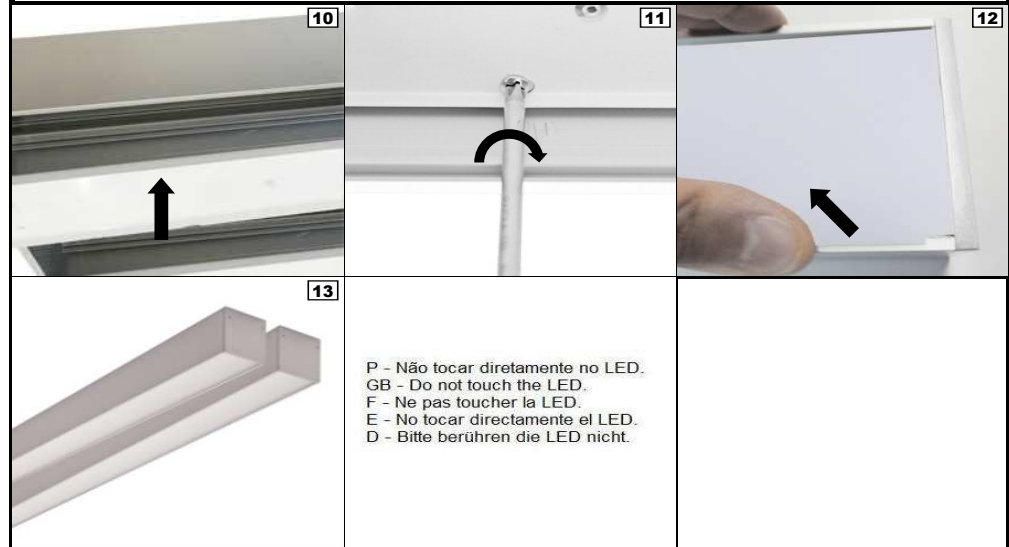 10
11
12
13
P - Não tocar diretamente no LED.
GB - Do not touch the LED.
F - Ne pas toucher la LED.
E - No tocar directamente el LED.
D - Bitte berühren die LED nicht.